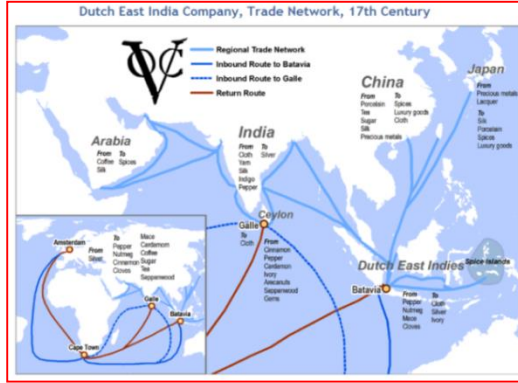 Dutch East India Company, Trade Network, 17th Century
VOC
Regional Trade Network
Inbound Route to Batavia
Inbound Route to Galle
Return Route
Japan
From
Precious metals
Lacquer
To
Silk
Porcelain
Spices
Luxury goods
China
From To
Porcelain Spices
Tea Luxury goods
Sugar Cloth
Silk
Precious metals
Arabia
From To
Coffee Spices
Silk
India
From To
Cloth Silver
Yarn
Silk
Indigo
Pepper
Ceylon
Galle
To
Cloth
From
Cinnamon
Pepper
Cardemon
Ivory
Arecanuts
Sappanwood
Gems
Dutch East Indies
Spice Islands
Batavia
From To
Pepper Cloth
Nutmeg Silver
Mace Ivory
Cloves
Amsterdam
From
Silver
To
Pepper
Nutmeg
Cinnamon
Cloves
Mace
Cardemom
Coffee
Sugar
Tea
Sappanwood
Galle
Batavia
Cape Town